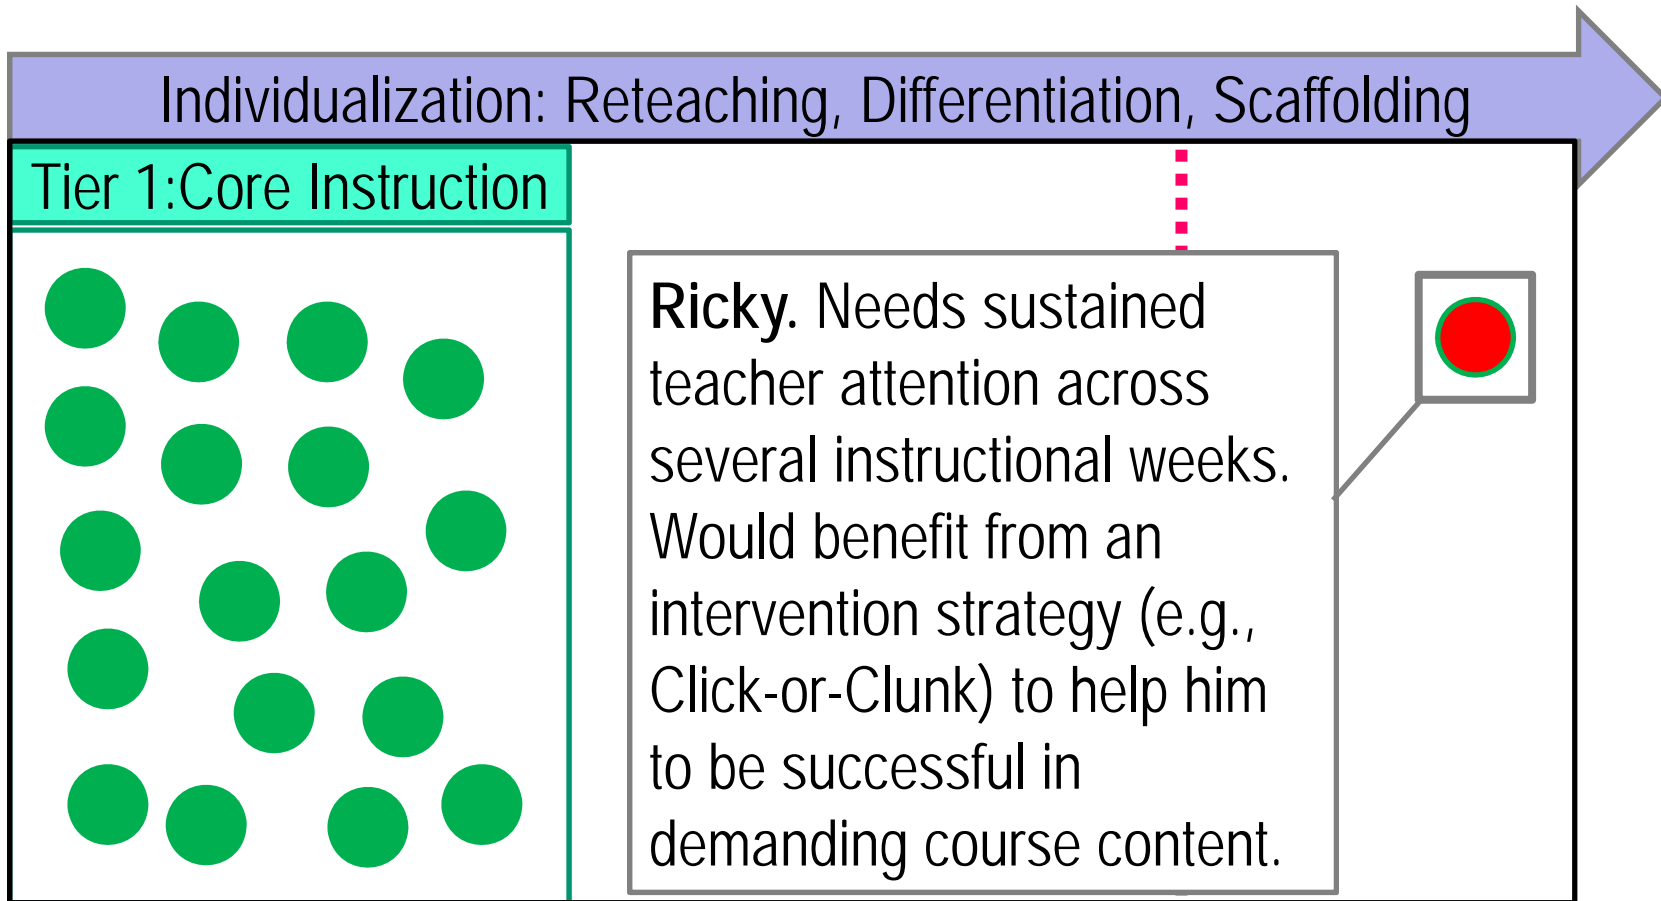 Individualization: Reteaching, Differentiation, Scaffolding
Tier 1:Core Instruction
Ricky. Needs sustained
teacher attention across
several instructional weeks.
Would benefit from an
intervention strategy (e.g.,
Click-or-Clunk) to help him
to be successful in
demanding course content.